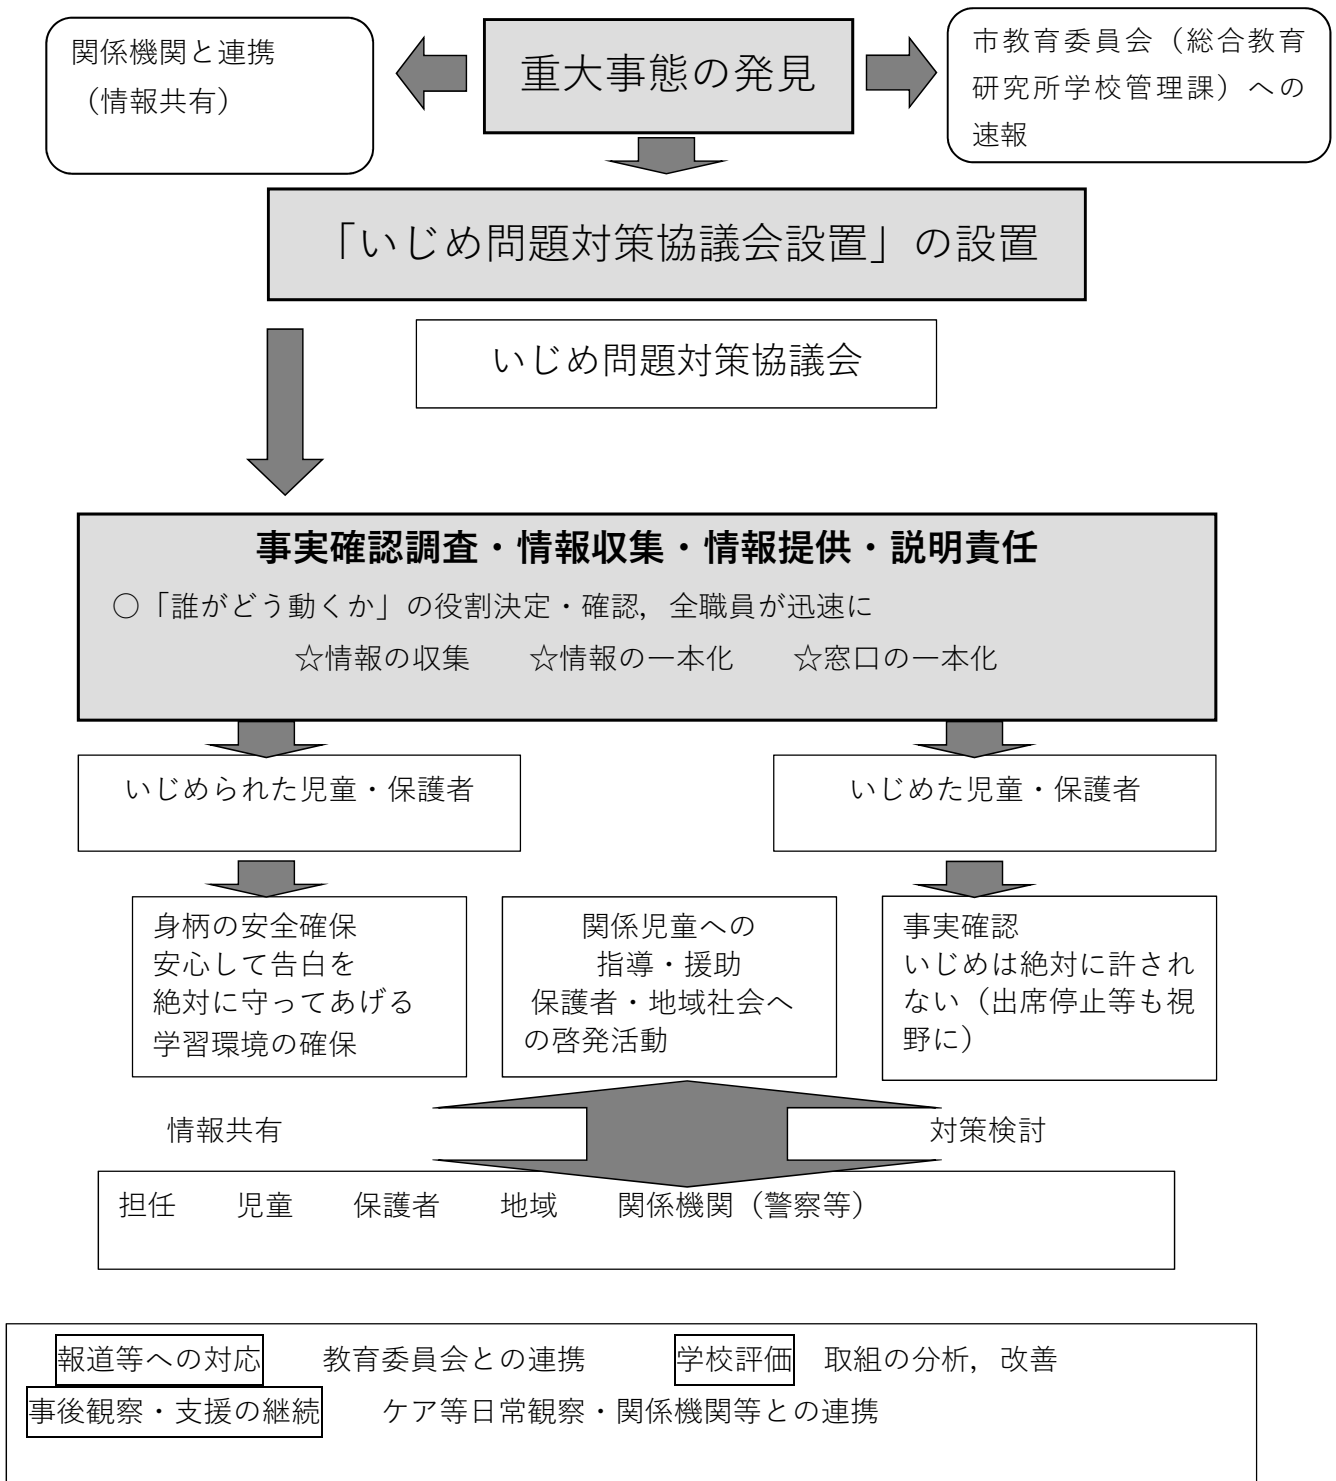 関係機関と連携
（情報共有）
重大事態の発見
市教育委員会（総合教育
研究所学校管理課）への
速報
「いじめ問題対策協議会設置」の設置
いじめ問題対策協議会
事実確認調査・情報収集・情報提供・説明責任
○「誰がどう動くか」の役割決定・確認，全職員が迅速に
☆情報の収集　☆情報の一本化　☆窓口の一本化
いじめられた児童・保護者
いじめた児童・保護者
身柄の安全確保
安心して告白を
絶対に守ってあげる
学習環境の確保
関係児童への
指導・援助
保護者・地域社会へ
の啓発活動
事実確認
いじめは絶対に許され
ない（出席停止等も視
野に）
情報共有
対策検討
担任　児童　保護者　地域　関係機関（警察等）
報道等への対応　教育委員会との連携　学校評価　取組の分析，改善
事後観察・支援の継続　ケア等日常観察・関係機関等との連携